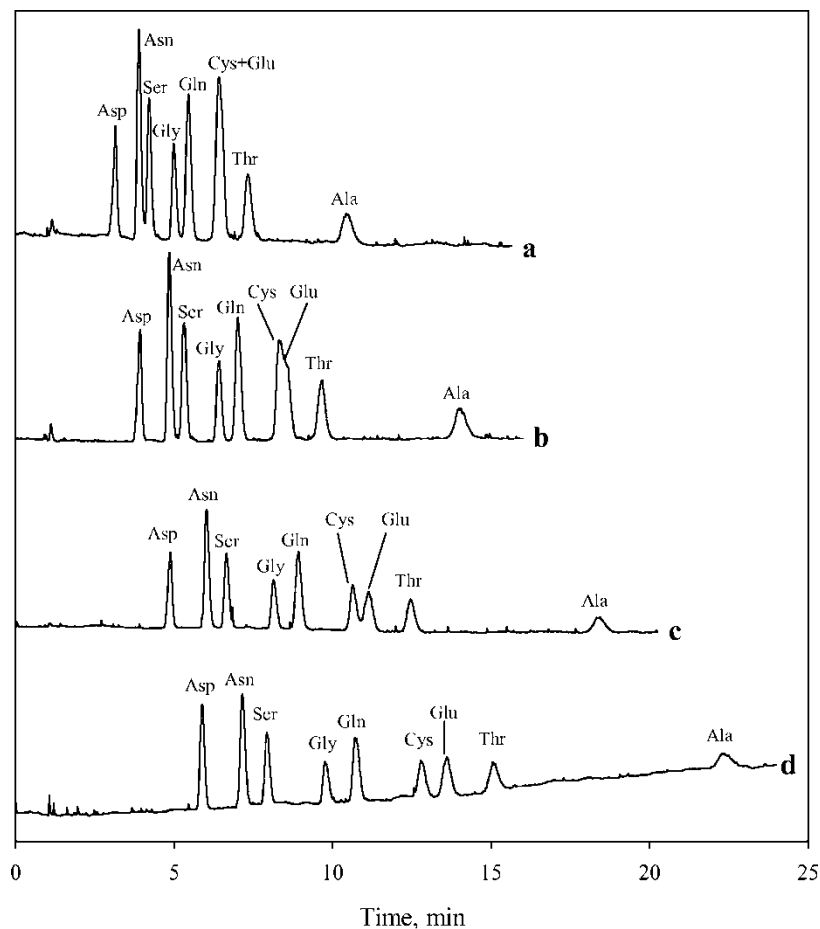 Asn
Cys+Glu
Ser
Gln
Asp
Gly
Thr
Ala
a
Asn
Cys
Glu
Asp
Ser
Gln
Gly
Thr
Ala
b
Asn
Cys
Glu
Asp
Ser
Gln
Gly
Thr
Ala
c
Asp
Asn
Ser
Gly
Gln
Cys
Glu
Thr
Ala
d
0 5 10 15 20 25
Time, min